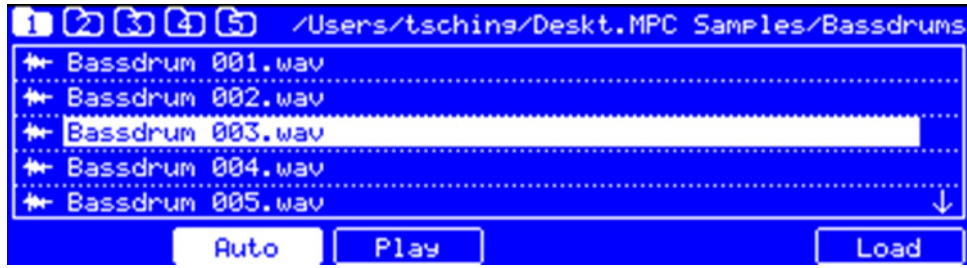 1 2 3 4 5 /Users/tsching/Deskt.MPC Samples/Bassdrums
Bassdrum 001.wav
Bassdrum 002.wav
Bassdrum 003.wav
Bassdrum 004.wav
Bassdrum 005.wav
Auto Play Load